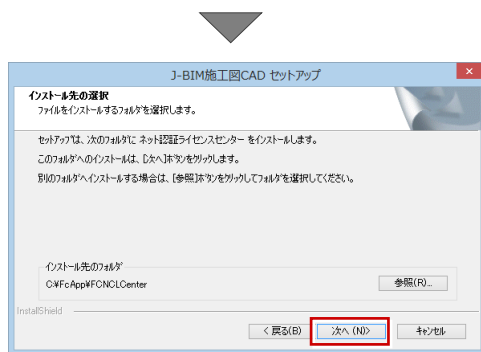 J-BIM施工図CAD セットアップ
インストール先の選択
ファイルをインストールするフォルダを選択します。
セットアップは、次のフォルダに ネット認証ライセンスセンター をインストールします。
このフォルダへのインストールは、[次へ]ボタンをクリックします。
別のフォルダへインストールする場合は、[参照]ボタンをクリックしてフォルダを選択してください。
インストール先のフォルダ
C:¥FcApp¥FCNCLCenter
参照(R)...
InstallShield
< 戻る(B)
次へ (N)>
キャンセル